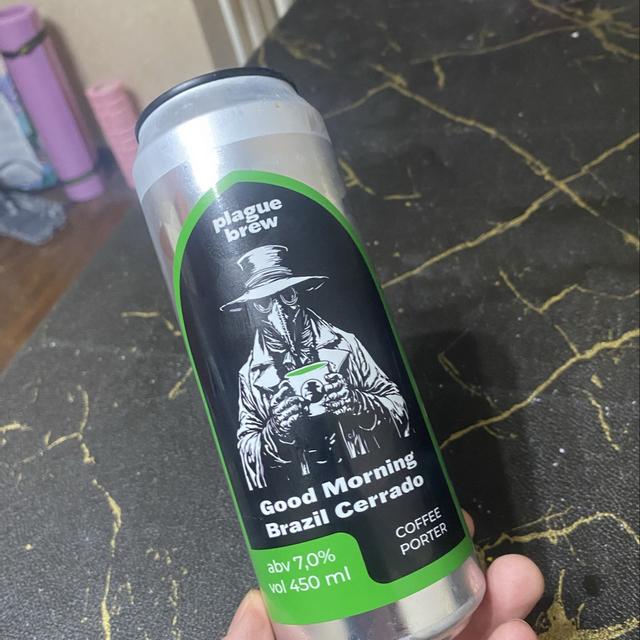 plague
brew
Good Morning
Brazil Cerrado
COFFEE
PORTER
abv 7,0%
vol 450 ml